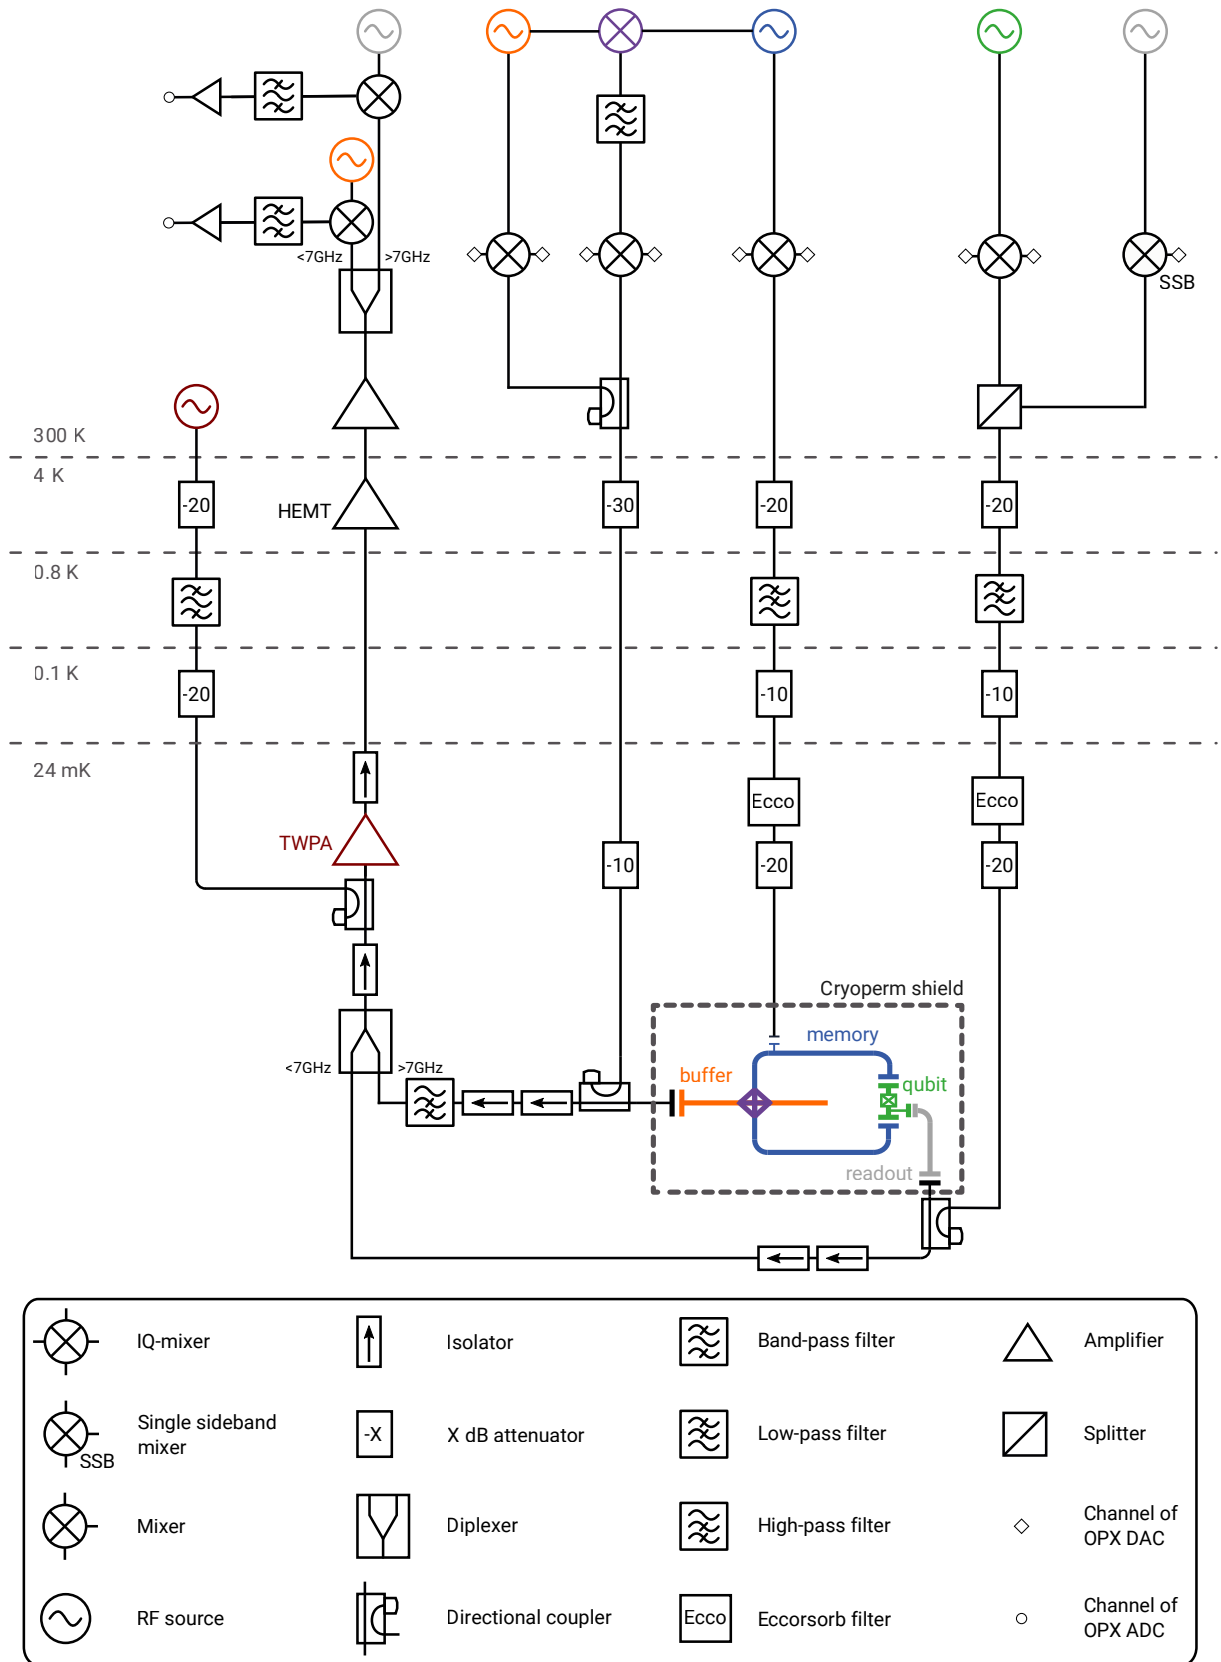 <7GHz
>7GHz
SSB
300 K
4 K
HEMT
-20
-30
-20
-20
0.8 K
0.1 K
-20
-10
-10
24 mK
Ecco
Ecco
TWPA
-10
-20
-20
Cryoperm shield
memory
<7GHz
>7GHz
buffer
qubit
readout
IQ-mixer
Isolator
Band-pass filter
Amplifier
Single sideband
mixer
SSB
-X
X dB attenuator
Low-pass filter
Splitter
Mixer
Diplexer
High-pass filter
Channel of
OPX DAC
RF source
Directional coupler
Ecco
Eccorsorb filter
Channel of
OPX ADC